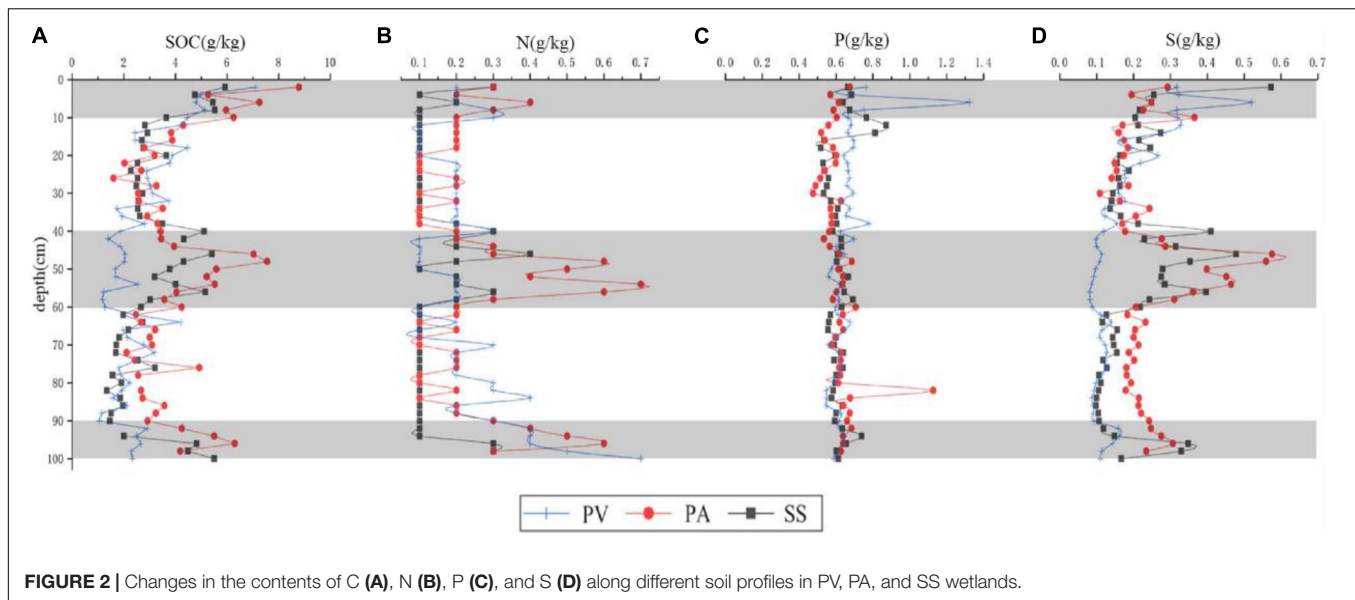 A B C D
SOC(g/kg) N(g/kg) P(g/kg) S(g/kg)
0 2 4 6 8 10 0.1 0.2 0.3 0.4 0.5 0.6 0.7 0.0 0.2 0.4 0.6 0.8 1.0 1.2 1.4 0.0 0.1 0.2 0.3 0.4 0.5 0.6 0.7
0
10
20
30
40
50
60
70
80
90
100
depth(cm)
PV PA SS
FIGURE 2 | Changes in the contents of C (A), N (B), P (C), and S (D) along different soil profiles in PV, PA, and SS wetlands.